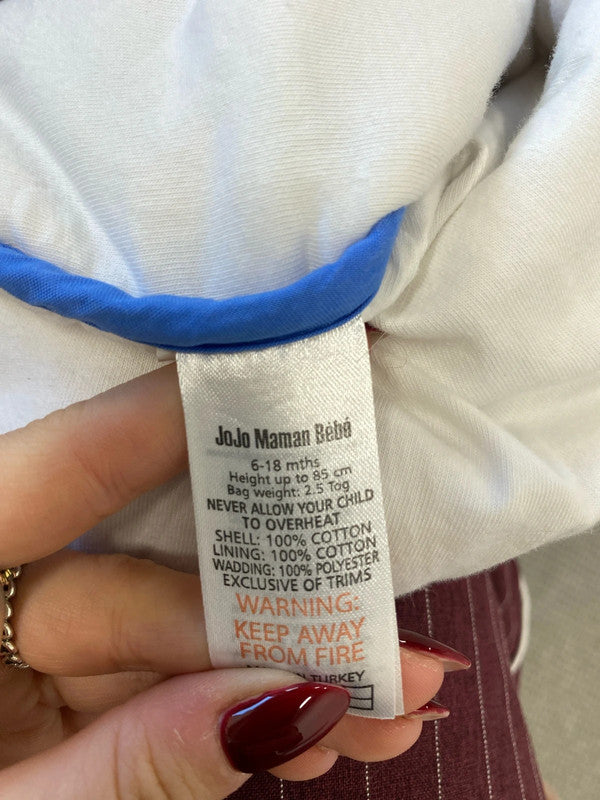 JoJo Maman Bébé
6-18 mths
Height up to 85 cm
Bag weight: 2.5 Tog
NEVER ALLOW YOUR CHILD
TO OVERHEAT
SHELL: 100% COTTON
LINING: 100% COTTON
WADDING: 100% POLYESTER
EXCLUSIVE OF TRIMS
WARNING:
KEEP AWAY
FROM FIRE
TURKEY